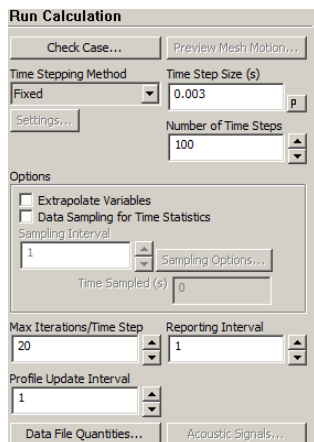 Run Calculation
Check Case... Preview Mesh Motion...
Time Stepping Method Time Step Size (s)
Fixed 0.003 P
Settings... Number of Time Steps
100
Options
Extrapolate Variables
Data Sampling for Time Statistics
Sampling Interval
1 Sampling Options...
Time Sampled (s) 0
Max Iterations/Time Step Reporting Interval
20 1
Profile Update Interval
1
Data File Quantities... Acoustic Signals...